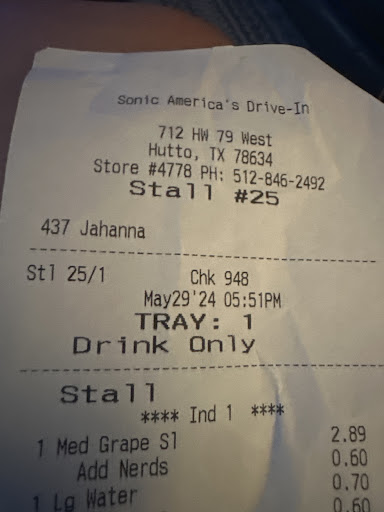 Sonic America's Drive-In
712 HW 79 West
Hutto, TX 78634
Store #4778 PH: 512-846-2492
Stall #25
437 Jahanna
Stl 25/1 Chk 948
May29'24 05:51PM
TRAY: 1
Drink Only
Stall
**** Ind 1 ****
1 Med Grape Sl 2.89
Add Nerds 0.60
1 Lg Water 0.70
0.60